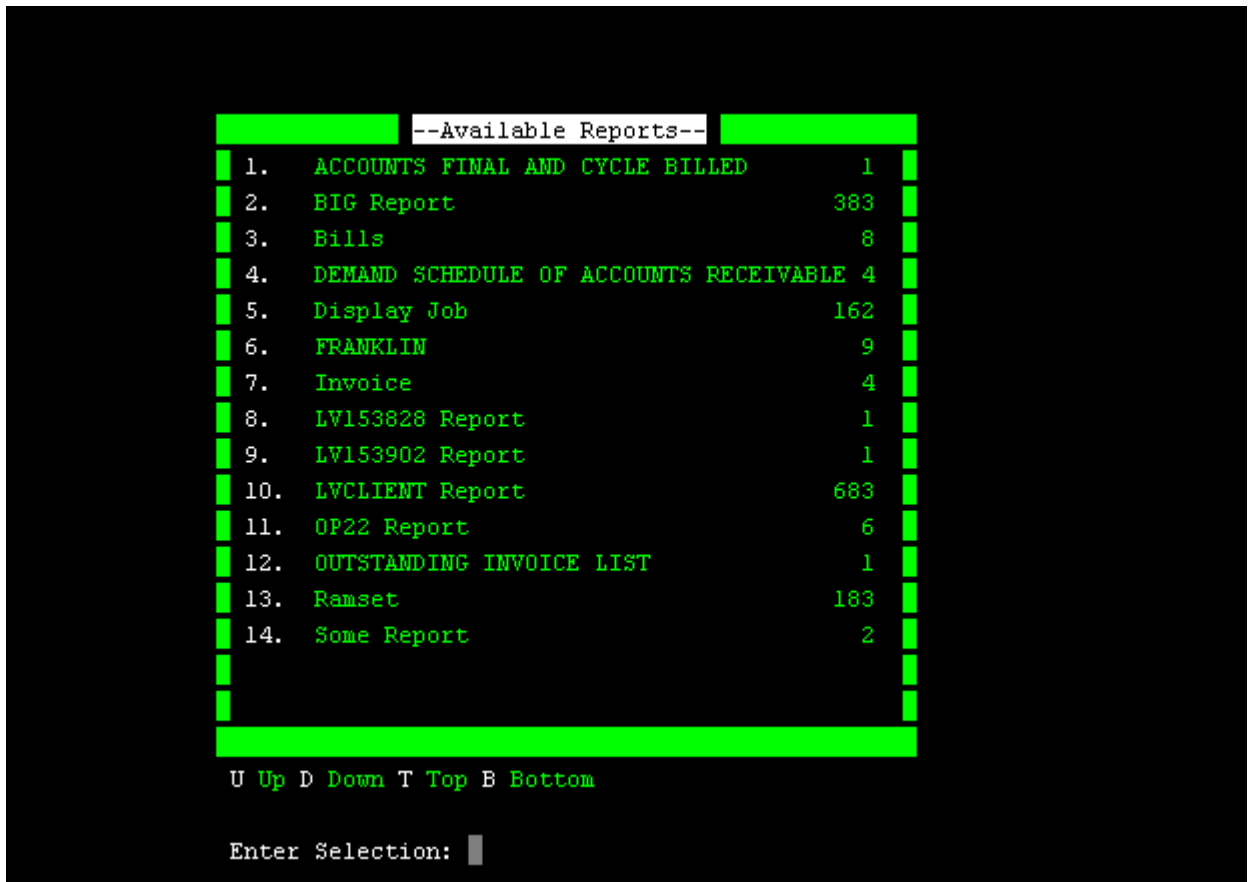 --Available Reports--
1. ACCOUNTS FINAL AND CYCLE BILLED 1
2. BIG Report 383
3. Bills 8
4. DEMAND SCHEDULE OF ACCOUNTS RECEIVABLE 4
5. Display Job 162
6. FRANKLIN 9
7. Invoice 4
8. LV153828 Report 1
9. LV153902 Report 1
10. LVCLIENT Report 683
11. OP22 Report 6
12. OUTSTANDING INVOICE LIST 1
13. Ramset 183
14. Some Report 2
U Up D Down T Top B Bottom
Enter Selection: